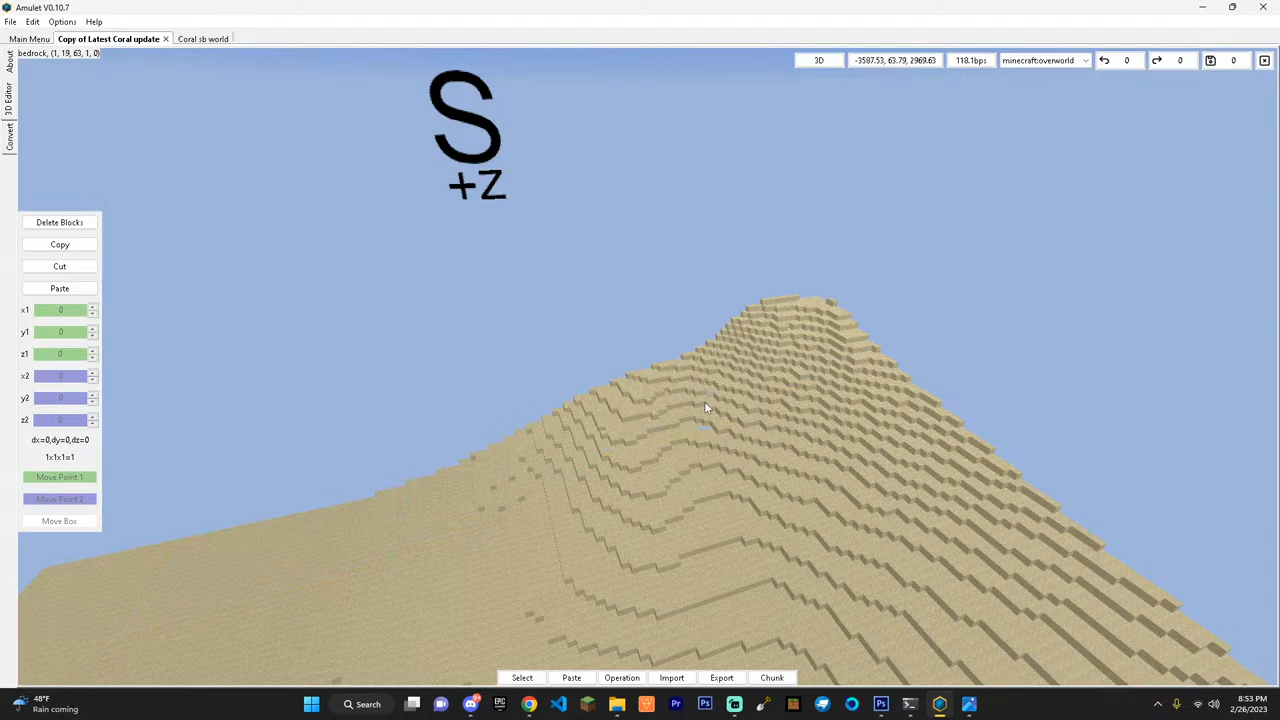 Amulet V0.10.7
File Edit Options Help
Main Menu Copy of Latest Coral update Coral sb world
bedrock, (1, 19, 63, 1, 0)
3D -3587.53, 63.79, 2969.63 118.1bps minecraft:overworld 0 0 0
About
3D Editor
Convert
S
+Z
Delete Blocks
Copy
Cut
Paste
x1 0
y1 0
z1 0
x2 0
y2 0
z2 0
dx=0,dy=0,dz=0
1x1x1=1
Move Point 1
Move Point 2
Move Box
Select Paste Operation Import Export Chunk
48°F
Rain coming
Search
8:53 PM
2/26/2023